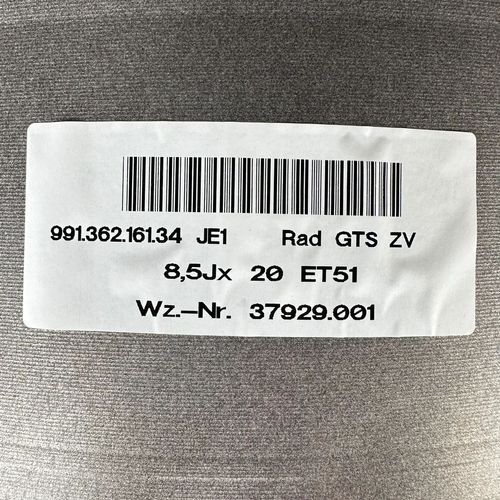 991.362.161.34 JE1 Rad GTS ZV
8,5Jx 20 ET51
Wz.-Nr. 37929.001